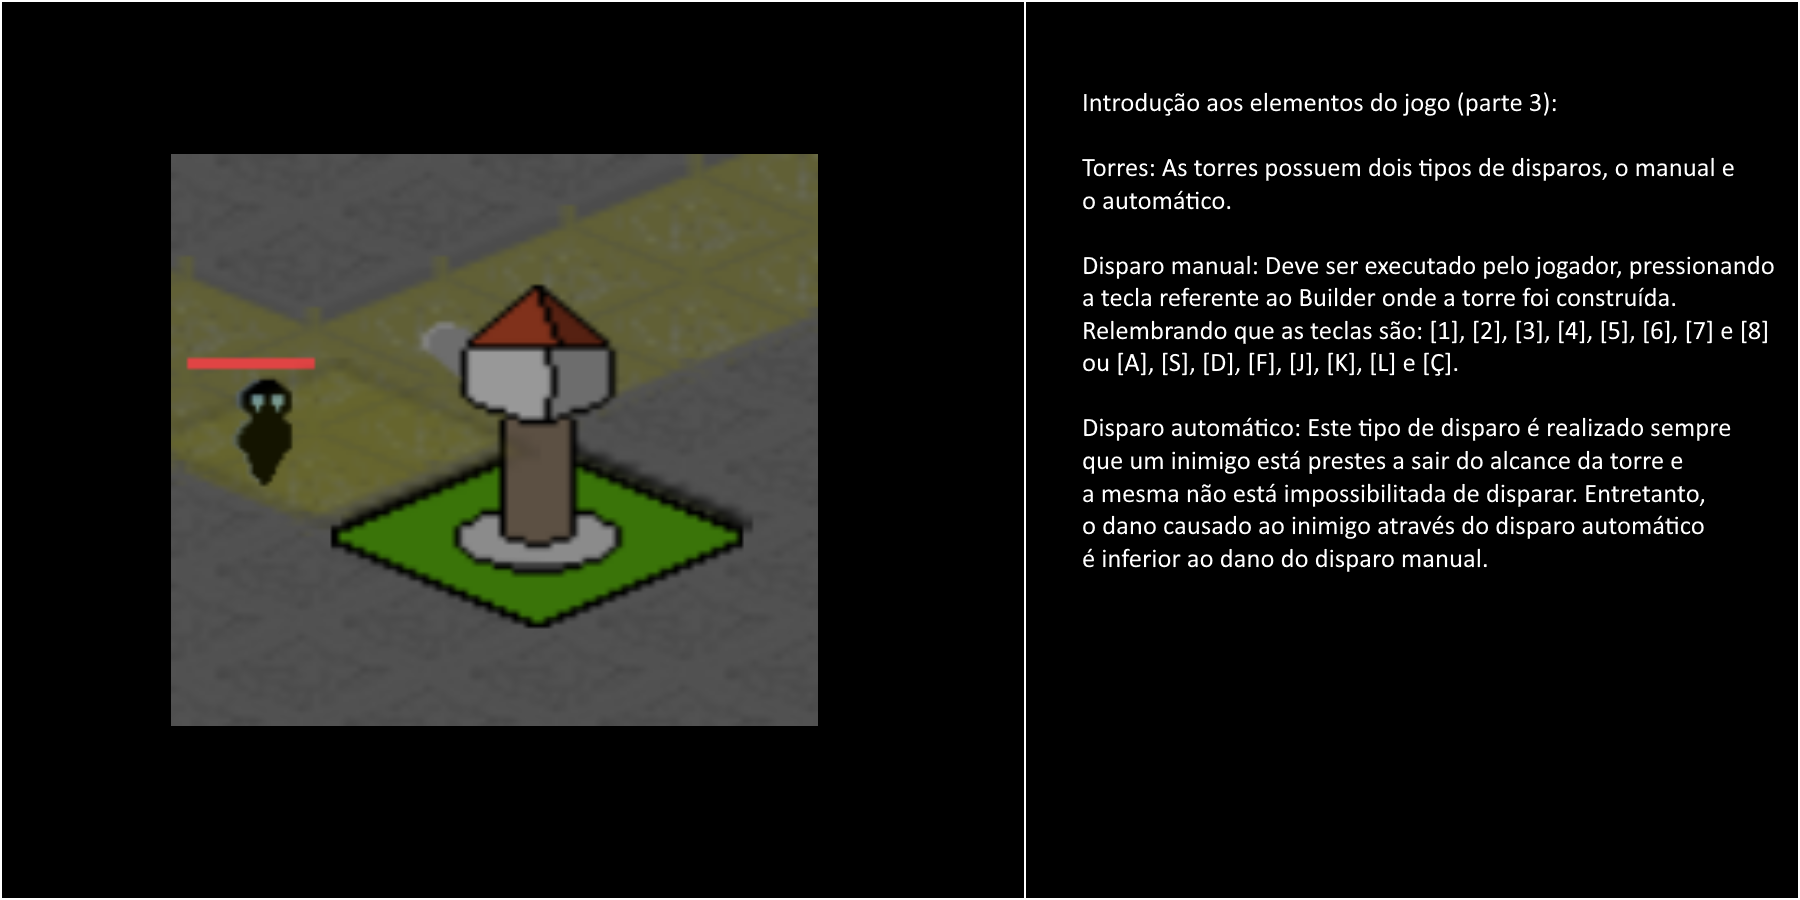 Introdução aos elementos do jogo (parte 3):
Torres: As torres possuem dois tipos de disparos, o manual e
o automático.
Disparo manual: Deve ser executado pelo jogador, pressionando
a tecla referente ao Builder onde a torre foi construída.
Relembrando que as teclas são: [1], [2], [3], [4], [5], [6], [7] e [8]
ou [A], [S], [D], [F], [J], [K], [L] e [Ç].
Disparo automático: Este tipo de disparo é realizado sempre
que um inimigo está prestes a sair do alcance da torre e
a mesma não está impossibilitada de disparar. Entretanto,
o dano causado ao inimigo através do disparo automático
é inferior ao dano do disparo manual.